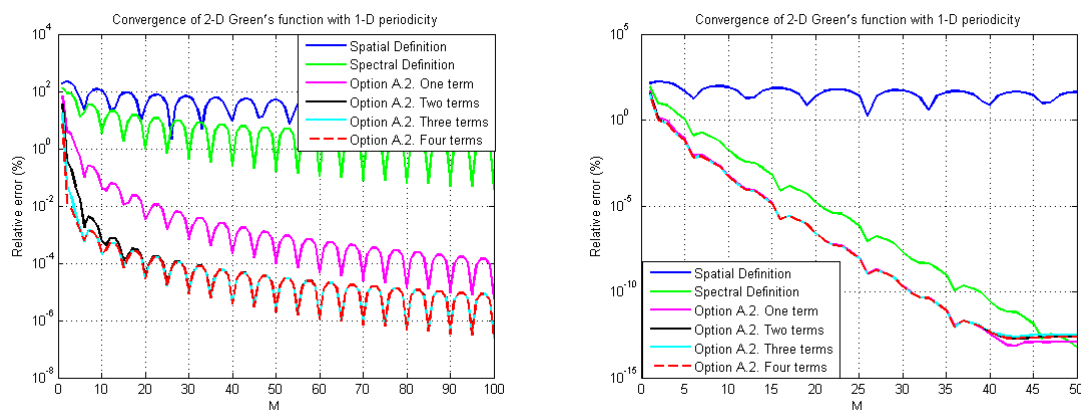 Convergence of 2-D Green's function with 1-D periodicity
10^4
10^2
10^0
10^-2
10^-4
10^-6
10^-8
Relative error (%)
0 10 20 30 40 50 60 70 80 90 100
M
Spatial Definition
Spectral Definition
Option A.2. One term
Option A.2. Two terms
Option A.2. Three terms
Option A.2. Four terms
Convergence of 2-D Green's function with 1-D periodicity
10^5
10^0
10^-5
10^-10
10^-15
Relative error (%)
0 5 10 15 20 25 30 35 40 45 50
M
Spatial Definition
Spectral Definition
Option A.2. One term
Option A.2. Two terms
Option A.2. Three terms
Option A.2. Four terms